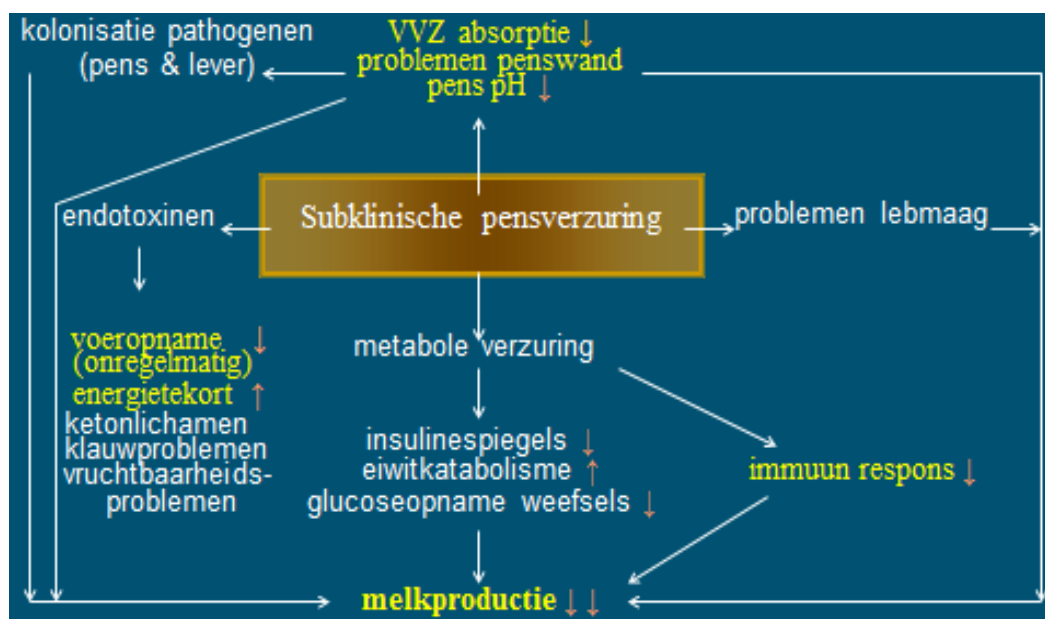 kolonisatie pathogenen
(pens & lever)
VVZ absorptie ↓
problemen penswand
pens pH ↓
endotoxinen
Subklinische pensverzuring
problemen lebmaag
voeropname ↓
(onregelmatig)
energietekort ↑
ketonlichamen
klauwproblemen
vruchtbaarheids-
problemen
metabole verzuring
insulinespiegels ↓
eiwitkatabolisme ↑
glucoseopname weefsels ↓
immuun respons ↓
melkproductie ↓ ↓